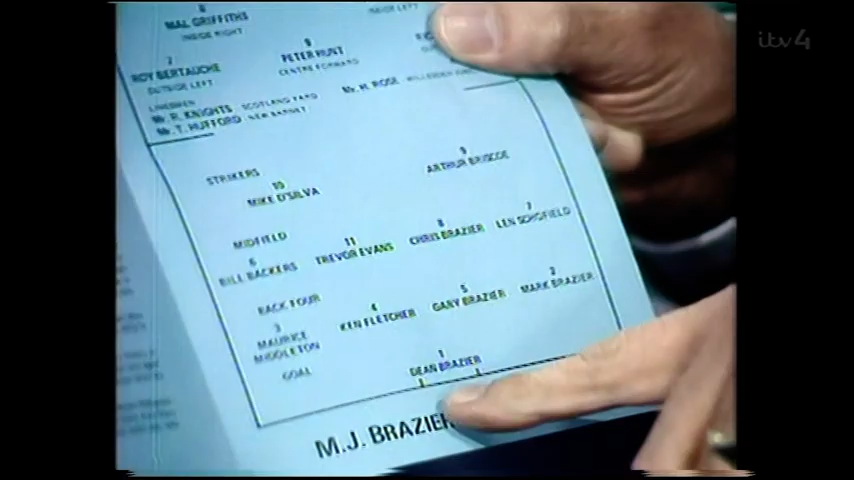 itv4
8
MAL GRIFFITHS
INSIDE RIGHT
INSIDE LEFT
7
ROY BERTAUCHE
OUTSIDE LEFT
9
PETER HUNT
CENTRE FORWARD
LINESMEN
Mr. R. KNIGHTS - SCOTLAND YARD
Mr. T. HUFFORD - NEW BARNET
Mr. H. ROSE -
STRIKERS
10
MIKE D'SILVA
9
ARTHUR BRISCOE
MIDFIELD
6
BILL BACKERS
11
TREVOR EVANS
8
CHRIS BRAZIER
7
LEN SCHOFIELD
BACK FOUR
3
MAURICE
MIDDLETON
4
KEN FLETCHER
5
GARY BRAZIER
2
MARK BRAZIER
GOAL
1
DEAN BRAZIER
M.J. BRAZIER